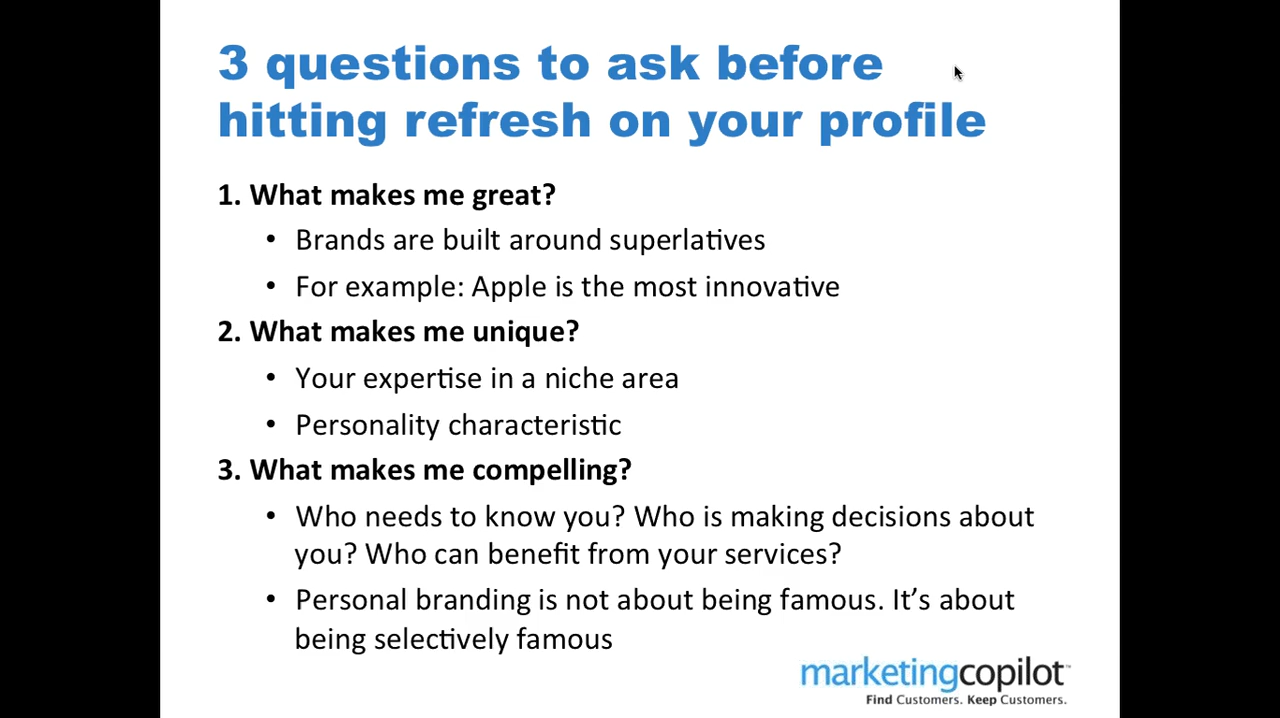 3 questions to ask before
hitting refresh on your profile
1. What makes me great?
• Brands are built around superlatives
• For example: Apple is the most innovative
2. What makes me unique?
• Your expertise in a niche area
• Personality characteristic
3. What makes me compelling?
• Who needs to know you? Who is making decisions about
you? Who can benefit from your services?
• Personal branding is not about being famous. It’s about
being selectively famous
marketingcopilot™
Find Customers. Keep Customers.